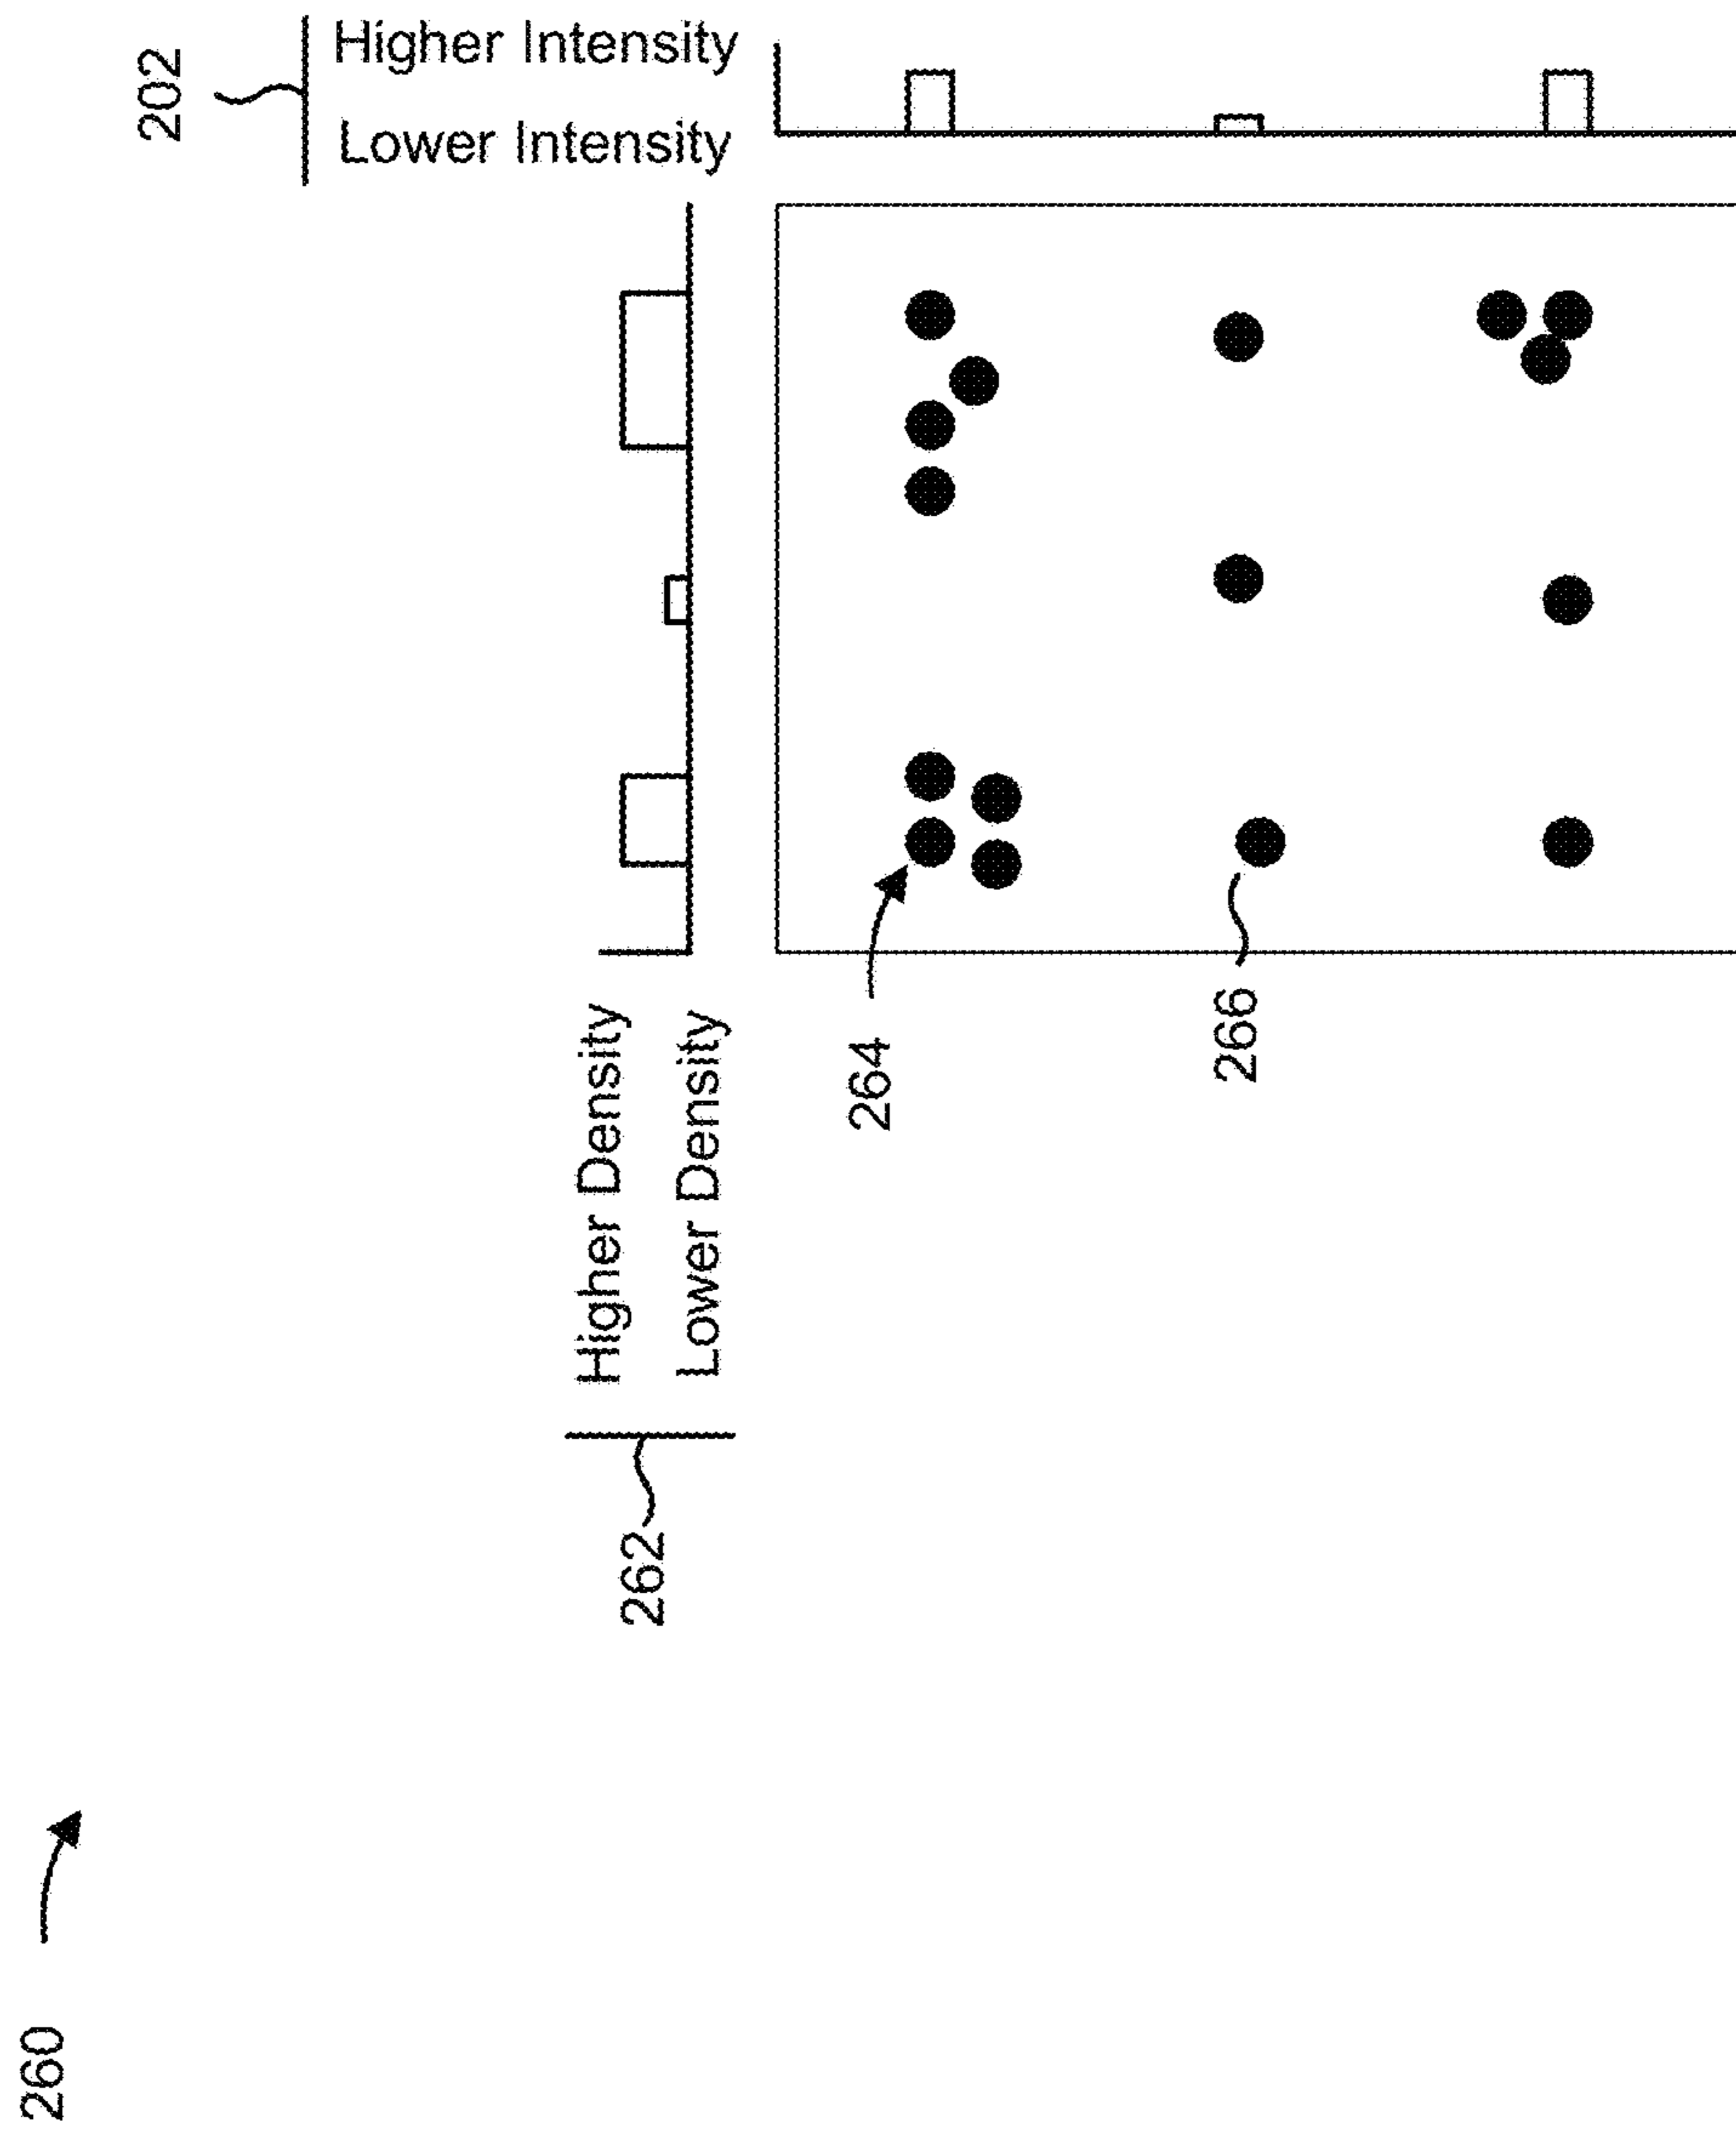 260
262
Higher Density
Lower Density
264
266
202
Higher Intensity
Lower Intensity